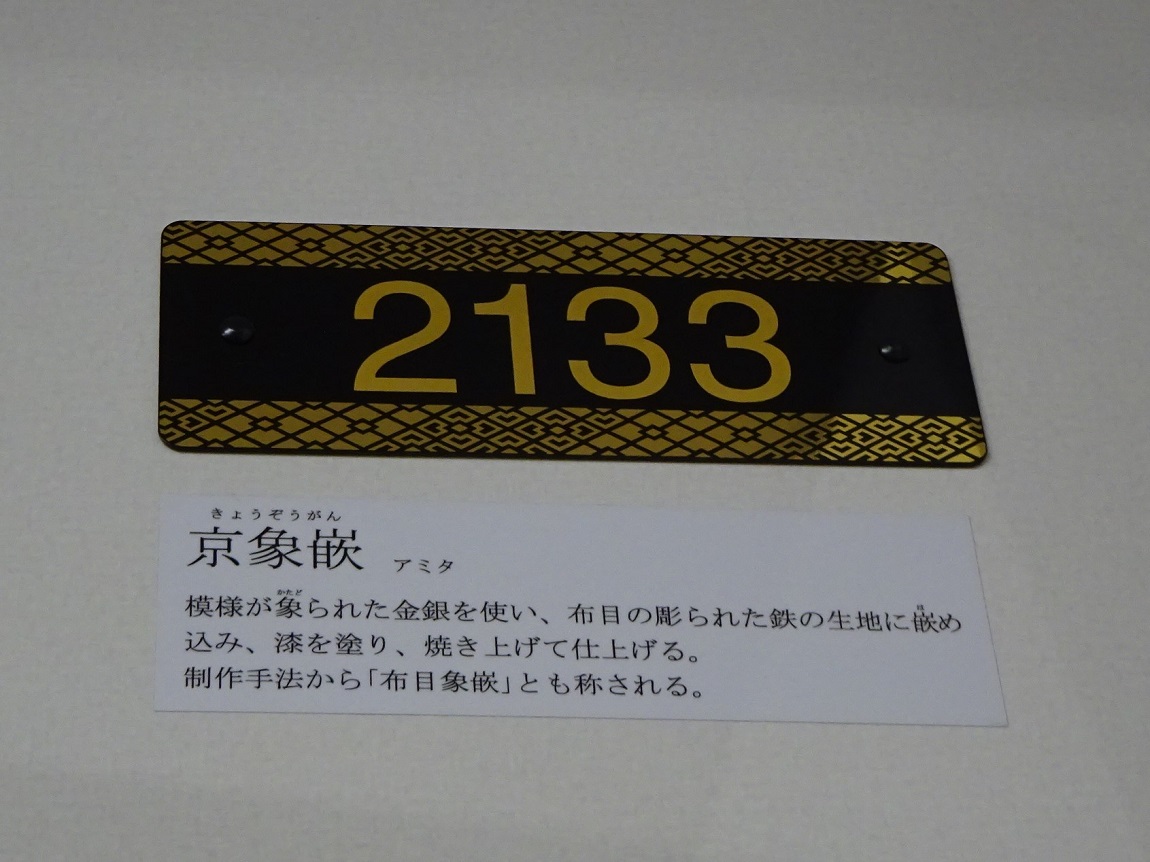 2133
きょうぞうがん
京象嵌 アミタ
かたど
ほ
模様が象られた金銀を使い、布目の彫られた鉄の生地に嵌め
込み、漆を塗り、焼き上げて仕上げる。
制作手法から「布目象嵌」とも称される。